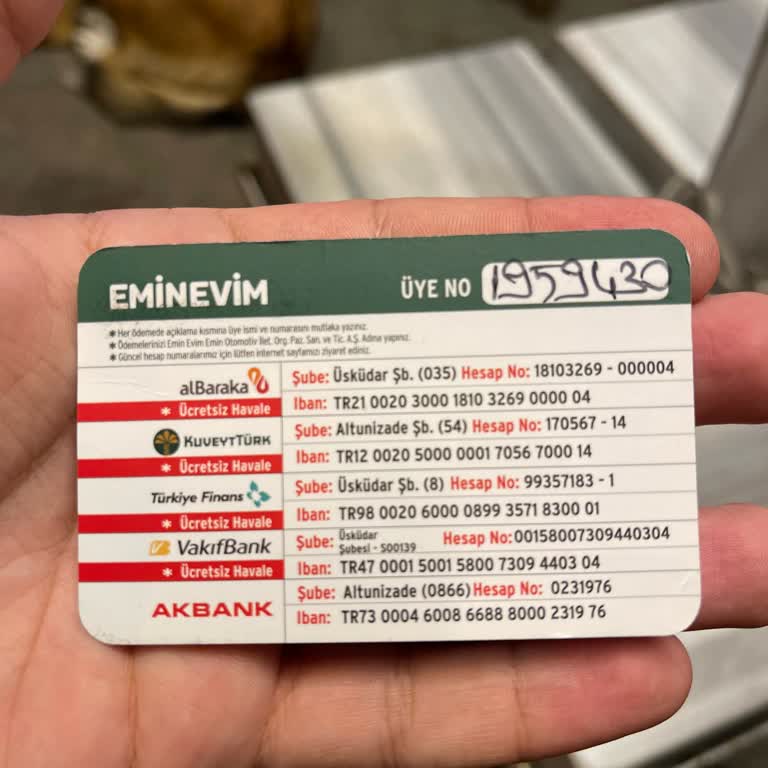 EMİNEVİM
ÜYE NO 1959430
* Her ödemede açıklama kısmına üye ismi ve numarasını mutlaka yazınız.
* Ödemelerinizi Emin Evim Emin Otomotiv İlet. Org. Paz. San. ve Tic. A.Ş. Adına yapınız.
* Güncel hesap numaralarımız için lütfen internet sayfamızı ziyaret ediniz.
alBaraka
Şube: Üsküdar Şb. (035) Hesap No: 18103269 - 000004
* Ücretsiz Havale
Iban: TR21 0020 3000 1810 3269 0000 04
KUVEYTTÜRK
Şube: Altunizade Şb. (54) Hesap No: 170567 - 14
* Ücretsiz Havale
Iban: TR12 0020 5000 0001 7056 7000 14
Türkiye Finans
Şube: Üsküdar Şb. (8) Hesap No: 99357183 - 1
* Ücretsiz Havale
Iban: TR98 0020 6000 0899 3571 8300 01
VakıfBank
Şube: Üsküdar Şubesi - S00139 Hesap No: 00158007309440304
* Ücretsiz Havale
Iban: TR47 0001 5001 5800 7309 4403 04
AKBANK
Şube: Altunizade (0866) Hesap No: 0231976
Iban: TR73 0004 6008 6688 8000 2319 76